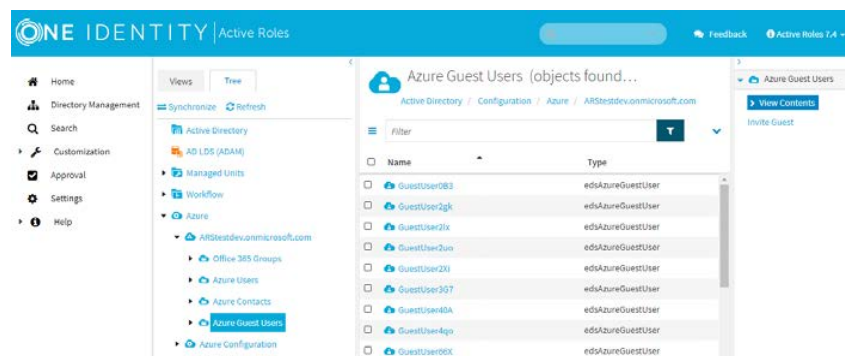 ONE IDENTITY | Active Roles
Feedback
Active Roles 7.4
Home
Directory Management
Search
Customization
Approval
Settings
Help
Views
Tree
Synchronize
Refresh
Active Directory
AD LDS (ADAM)
Managed Units
Workflow
Azure
ARStestdev.onmicrosoft.com
Office 365 Groups
Azure Users
Azure Contacts
Azure Guest Users
Azure Configuration
Azure Guest Users (objects found...
Active Directory / Configuration / Azure / ARStestdev.onmicrosoft.com
Filter
Name Type
GuestUser0B3 edsAzureGuestUser
GuestUser2gk edsAzureGuestUser
GuestUser2lx edsAzureGuestUser
GuestUser2uo edsAzureGuestUser
GuestUser2Xi edsAzureGuestUser
GuestUser3G7 edsAzureGuestUser
GuestUser40A edsAzureGuestUser
GuestUser4qo edsAzureGuestUser
GuestUser66X edsAzureGuestUser
Azure Guest Users
View Contents
Invite Guest